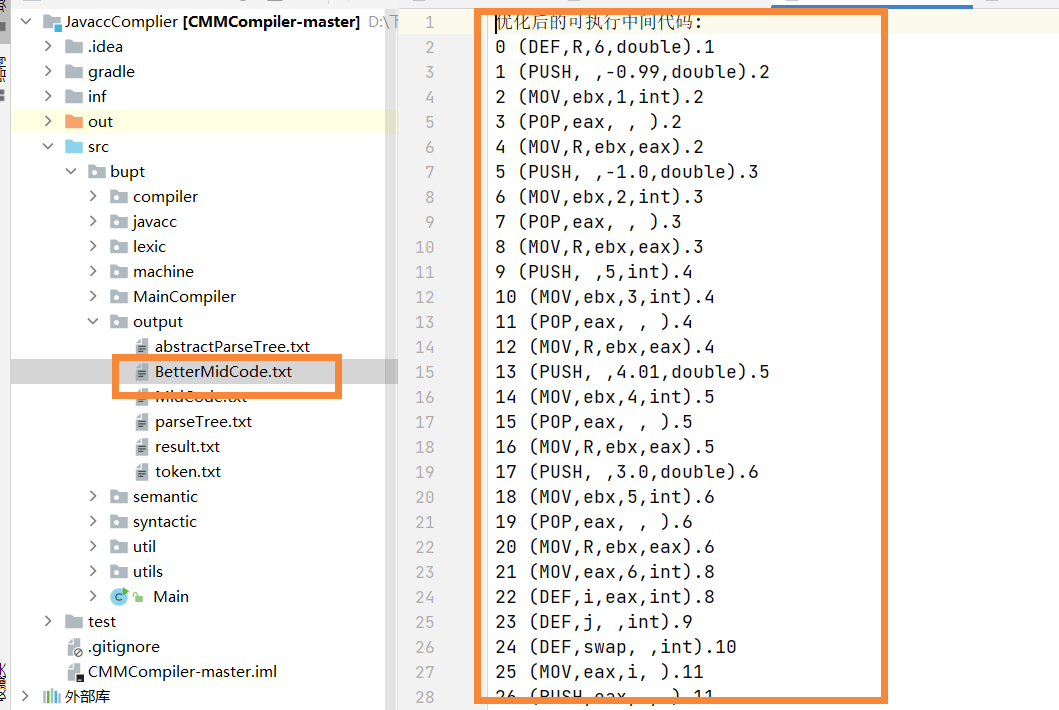 JavaccComplier [CMMCompiler-master] D:\下
.idea
gradle
inf
out
src
bupt
compiler
javacc
lexic
machine
MainCompiler
output
abstractParseTree.txt
BetterMidCode.txt
MidCode.txt
parseTree.txt
result.txt
token.txt
semantic
syntactic
util
utils
Main
test
.gitignore
CMMCompiler-master.iml
外部库
1 优化后的可执行中间代码:
2 0 (DEF,R,6,double).1
3 1 (PUSH, ,-0.99,double).2
4 2 (MOV,ebx,1,int).2
5 3 (POP,eax, , ).2
6 4 (MOV,R,ebx,eax).2
7 5 (PUSH, ,-1.0,double).3
8 6 (MOV,ebx,2,int).3
9 7 (POP,eax, , ).3
10 8 (MOV,R,ebx,eax).3
11 9 (PUSH, ,5,int).4
12 10 (MOV,ebx,3,int).4
13 11 (POP,eax, , ).4
14 12 (MOV,R,ebx,eax).4
15 13 (PUSH, ,4.01,double).5
16 14 (MOV,ebx,4,int).5
17 15 (POP,eax, , ).5
18 16 (MOV,R,ebx,eax).5
19 17 (PUSH, ,3.0,double).6
20 18 (MOV,ebx,5,int).6
21 19 (POP,eax, , ).6
22 20 (MOV,R,ebx,eax).6
23 21 (MOV,eax,6,int).8
24 22 (DEF,i,eax,int).8
25 23 (DEF,j, ,int).9
26 24 (DEF,swap, ,int).10
27 25 (MOV,eax,i, ).11
28 26 (PUSH,eax, , ).11